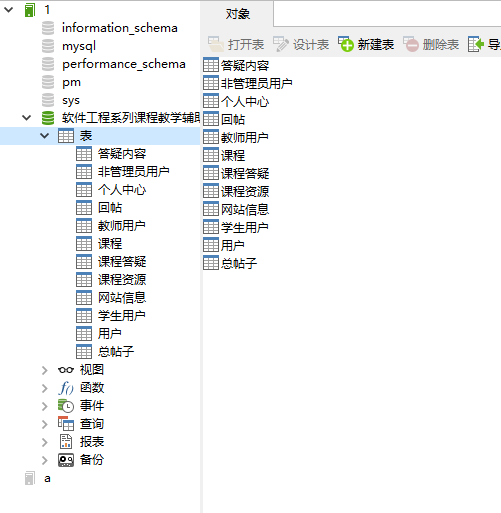 1
information_schema
mysql
performance_schema
pm
sys
软件工程系列课程教学辅
表
答疑内容
非管理员用户
个人中心
回帖
教师用户
课程
课程答疑
课程资源
网站信息
学生用户
用户
总帖子
视图
函数
事件
查询
报表
备份
a
对象
打开表 设计表 新建表 删除表 导
答疑内容
非管理员用户
个人中心
回帖
教师用户
课程
课程答疑
课程资源
网站信息
学生用户
用户
总帖子